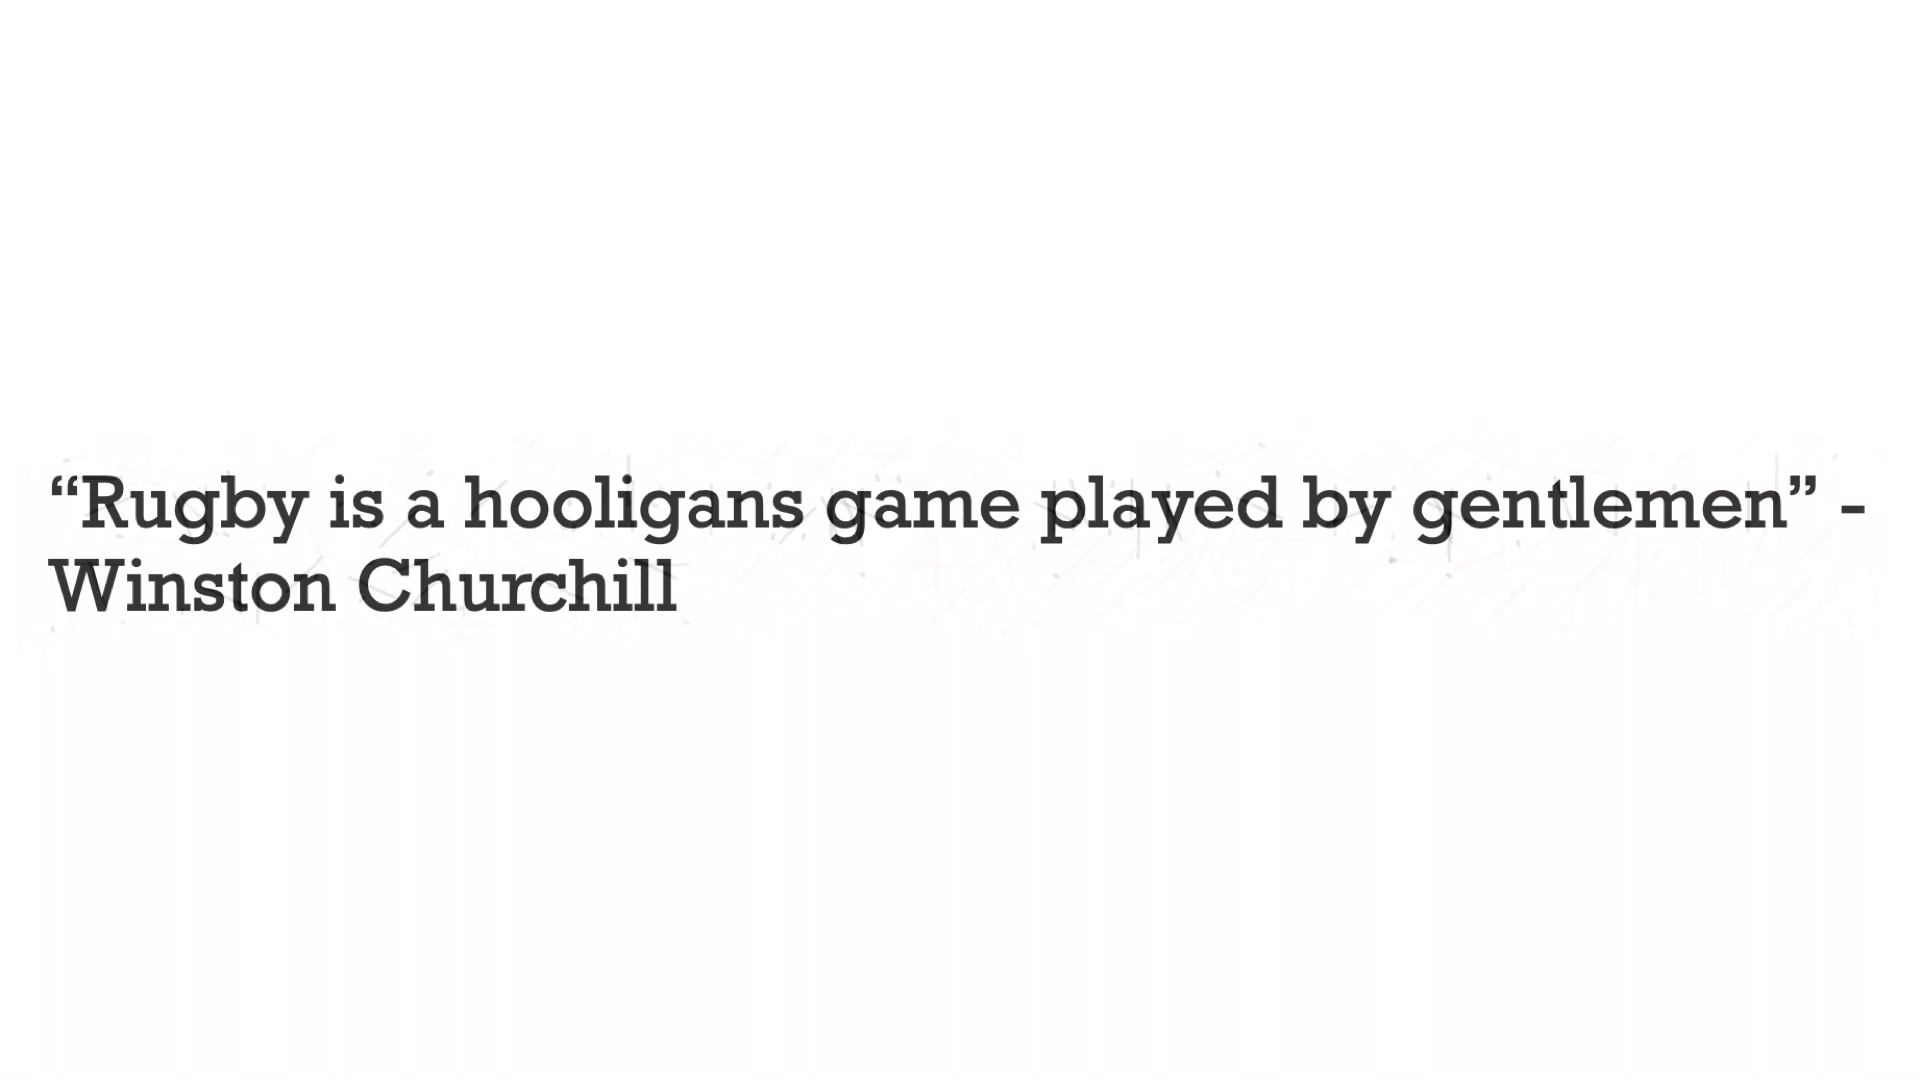 “Rugby is a hooligans game played by gentlemen” -
Winston Churchill